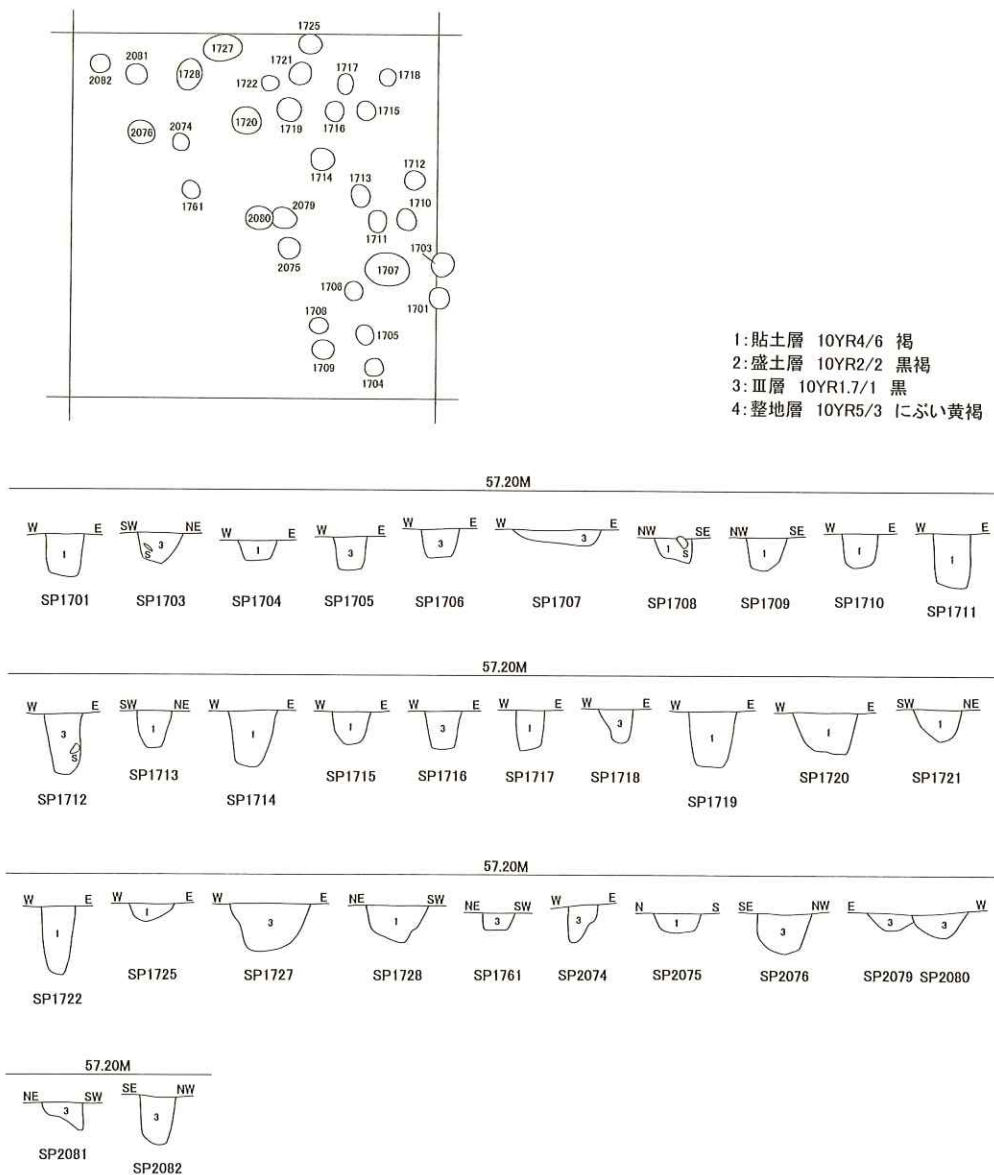 1725
1727
2081
1721
2082
1728
1722
1717
1718
2076
2074
1720
1719
1716
1715
1714
1713
1712
1761
2080
2079
1711
1710
2075
1703
1707
1706
1701
1708
1705
1709
1704
1:貼土層 10YR4/6 褐
2:盛土層 10YR2/2 黒褐
3:Ⅲ層 10YR1.7/1 黒
4:整地層 10YR5/3 にぶい黄褐
57.20M
W E SW NE W E W E W E W E NW SE NW SE W E W E
1 3 S 1 3 3 3 1 S 1 1 1
SP1701 SP1703 SP1704 SP1705 SP1706 SP1707 SP1708 SP1709 SP1710 SP1711
57.20M
W E SW NE W E W E W E W E W E W E W E SW NE
3 S 1 1 1 3 1 3 1 1 1
SP1712 SP1713 SP1714 SP1715 SP1716 SP1717 SP1718 SP1719 SP1720 SP1721
57.20M
W E W E W E NE SW NE SW W E N S SE NW E W
1 1 3 1 3 3 1 3 3 3
SP1722 SP1725 SP1727 SP1728 SP1761 SP2074 SP2075 SP2076 SP2079 SP2080
57.20M
NE SW SE NW
3 3
SP2081 SP2082